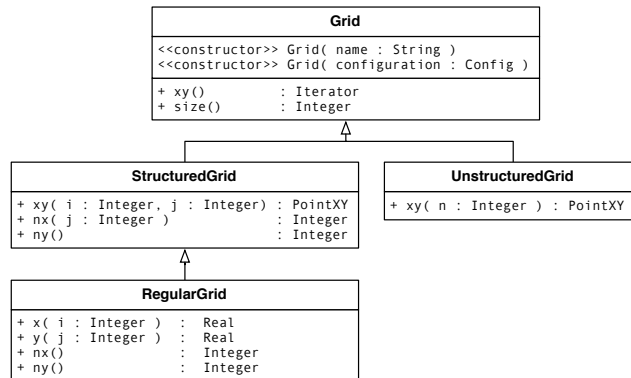 Grid
<<constructor>> Grid( name : String )
<<constructor>> Grid( configuration : Config )
+ xy() : Iterator
+ size() : Integer
StructuredGrid
+ xy( i : Integer, j : Integer) : PointXY
+ nx( j : Integer ) : Integer
+ ny() : Integer
UnstructuredGrid
+ xy( n : Integer ) : PointXY
RegularGrid
+ x( i : Integer ) : Real
+ y( j : Integer ) : Real
+ nx() : Integer
+ ny() : Integer